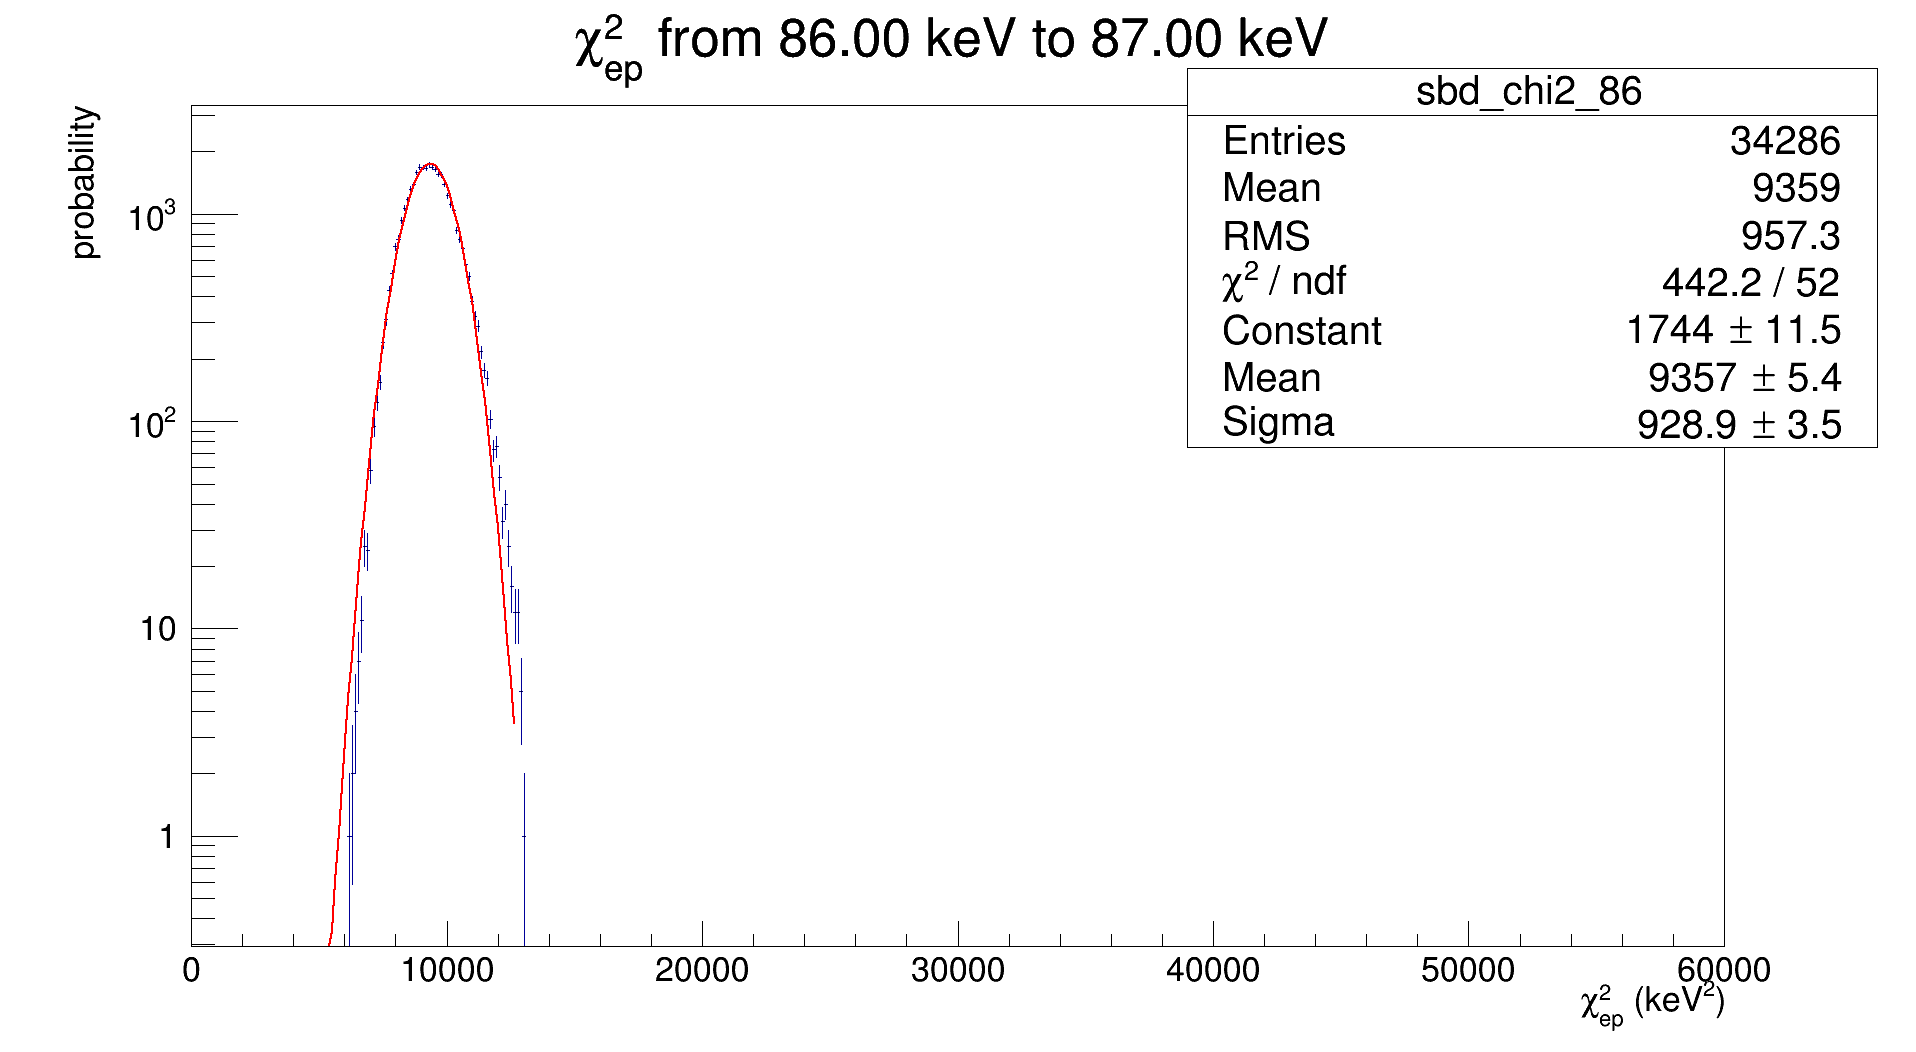 χ²ep from 86.00 keV to 87.00 keV
sbd_chi2_86
Entries 34286
Mean 9359
RMS 957.3
χ² / ndf 442.2 / 52
Constant 1744 ± 11.5
Mean 9357 ± 5.4
Sigma 928.9 ± 3.5
probability
10³
10²
10
1
0 10000 20000 30000 40000 50000 60000
χ²ep (keV²)